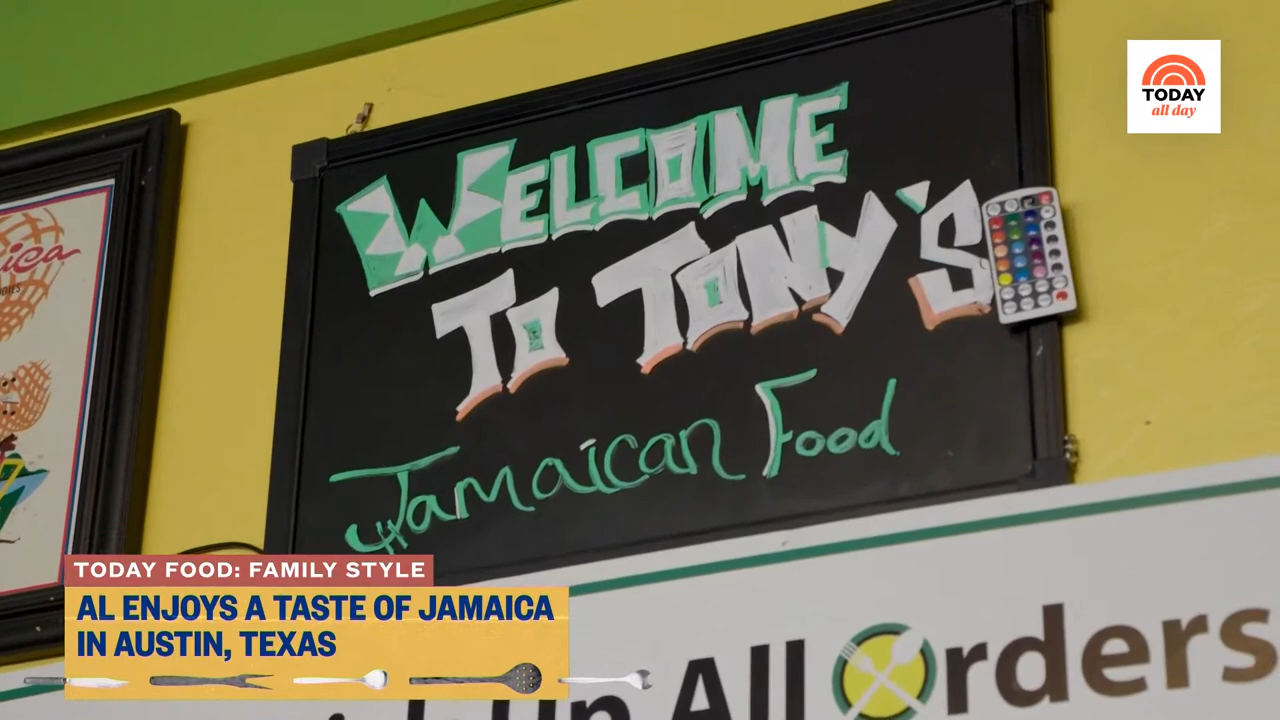 TODAY
all day
WELCOME
TO TONY'S
Jamaican Food
TODAY FOOD: FAMILY STYLE
AL ENJOYS A TASTE OF JAMAICA
IN AUSTIN, TEXAS
Up All Orders